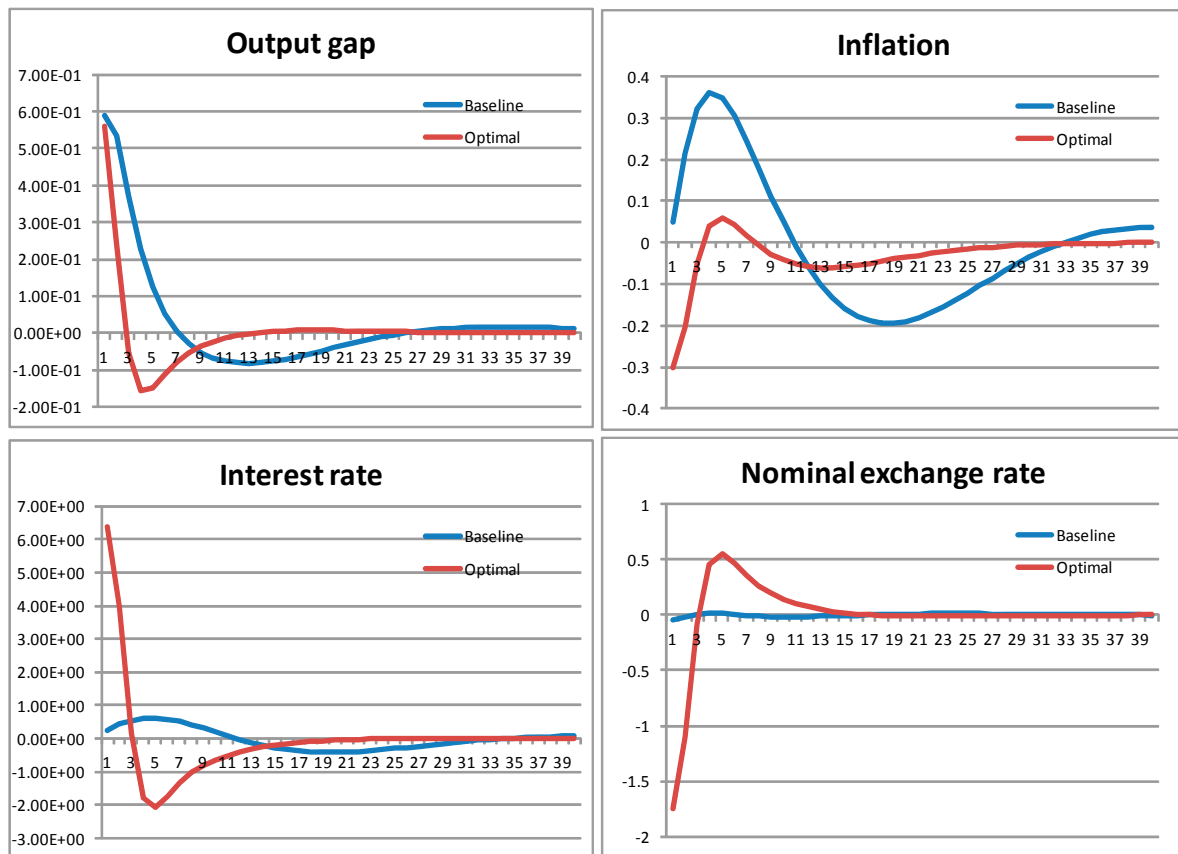 Output gap
7.00E-01
6.00E-01
5.00E-01
4.00E-01
3.00E-01
2.00E-01
1.00E-01
0.00E+00
-1.00E-01
-2.00E-01
1 3 5 7 9 11 13 15 17 19 21 23 25 27 29 31 33 35 37 39
Baseline
Optimal
Inflation
0.4
0.3
0.2
0.1
0
-0.1
-0.2
-0.3
-0.4
1 3 5 7 9 11 13 15 17 19 21 23 25 27 29 31 33 35 37 39
Baseline
Optimal
Interest rate
7.00E+00
6.00E+00
5.00E+00
4.00E+00
3.00E+00
2.00E+00
1.00E+00
0.00E+00
-1.00E+00
-2.00E+00
-3.00E+00
1 3 5 7 9 11 13 15 17 19 21 23 25 27 29 31 33 35 37 39
Baseline
Optimal
Nominal exchange rate
1
0.5
0
-0.5
-1
-1.5
-2
1 3 5 7 9 11 13 15 17 19 21 23 25 27 29 31 33 35 37 39
Baseline
Optimal